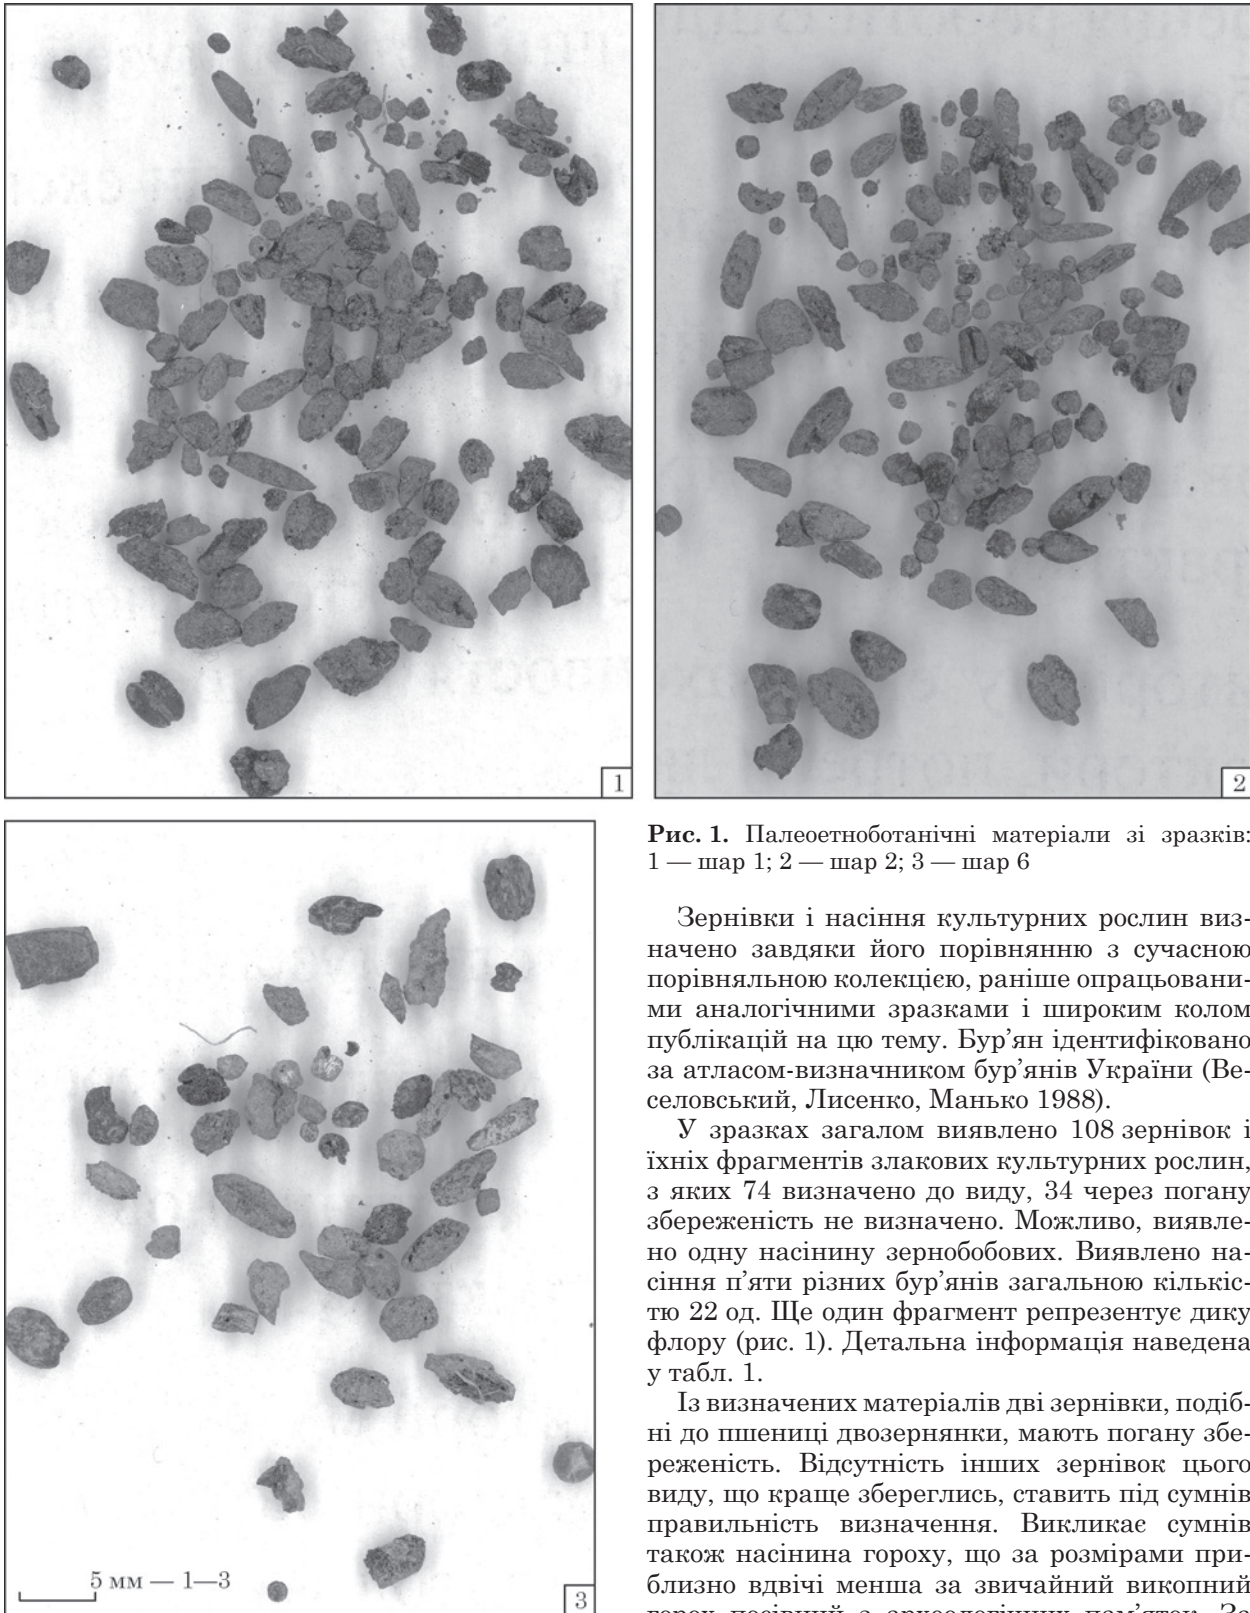 1
2
Рис. 1. Палеоетноботанічні матеріали зі зразків:
1 — шар 1; 2 — шар 2; 3 — шар 6
Зернівки і насіння культурних рослин виз-
начено завдяки його порівнянню з сучасною
порівняльною колекцією, раніше опрацьовани-
ми аналогічними зразками і широким колом
публікацій на цю тему. Бур'ян ідентифіковано
за атласом-визначником бур'янів України (Ве-
селовський, Лисенко, Манько 1988).
У зразках загалом виявлено 108 зернівок і
їхніх фрагментів злакових культурних рослин,
з яких 74 визначено до виду, 34 через погану
збереженість не визначено. Можливо, виявле-
но одну насінину зернобобових. Виявлено на-
сіння п'яти різних бур'янів загальною кількіс-
тю 22 од. Ще один фрагмент репрезентує дику
флору (рис. 1). Детальна інформація наведена
у табл. 1.
Із визначених матеріалів дві зернівки, подіб-
ні до пшениці двозернянки, мають погану збе-
реженість. Відсутність інших зернівок цього
виду, що краще збереглись, ставить під сумнів
правильність визначення. Викликає сумнів
також насінина гороху, що за розмірами при-
близно вдвічі менша за звичайний викопний
горох посівний з археологічних пам'яток. За
5 мм — 1—3
3